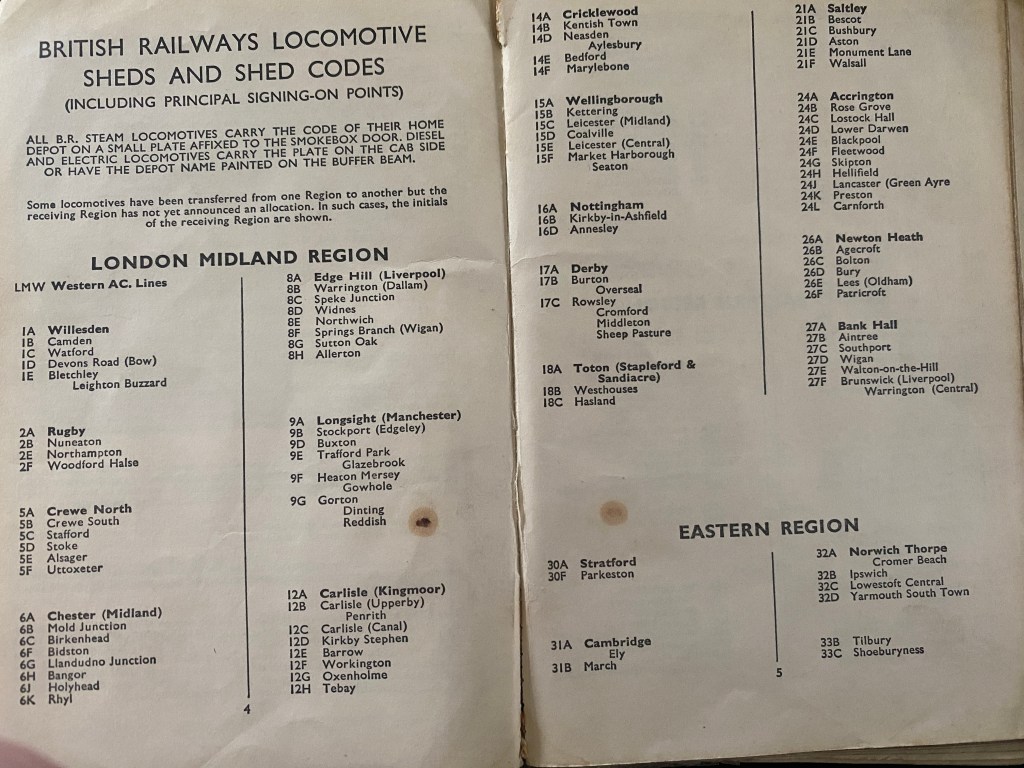 BRITISH RAILWAYS LOCOMOTIVE
SHEDS AND SHED CODES
(INCLUDING PRINCIPAL SIGNING-ON POINTS)
ALL B.R. STEAM LOCOMOTIVES CARRY THE CODE OF THEIR HOME
DEPOT ON A SMALL PLATE AFFIXED TO THE SMOKEBOX DOOR. DIESEL
AND ELECTRIC LOCOMOTIVES CARRY THE PLATE ON THE CAB SIDE
OR HAVE THE DEPOT NAME PAINTED ON THE BUFFER BEAM.
Some locomotives have been transferred from one Region to another but the
receiving Region has not yet announced an allocation. In such cases, the initials
of the receiving Region are shown.
LONDON MIDLAND REGION
LMW Western AC. Lines
1A Willesden
1B Camden
1C Watford
1D Devons Road (Bow)
1E Bletchley
Leighton Buzzard
2A Rugby
2B Nuneaton
2E Northampton
2F Woodford Halse
5A Crewe North
5B Crewe South
5C Stafford
5D Stoke
5E Alsager
5F Uttoxeter
6A Chester (Midland)
6B Mold Junction
6C Birkenhead
6F Bidston
6G Llandudno Junction
6H Bangor
6J Holyhead
6K Rhyl
8A Edge Hill (Liverpool)
8B Warrington (Dallam)
8C Speke Junction
8D Widnes
8E Northwich
8F Springs Branch (Wigan)
8G Sutton Oak
8H Allerton
9A Longsight (Manchester)
9B Stockport (Edgeley)
9D Buxton
9E Trafford Park
Glazebrook
9F Heaton Mersey
Gowhole
9G Gorton
Dinting
Reddish
12A Carlisle (Kingmoor)
12B Carlisle (Upperby)
Penrith
12C Carlisle (Canal)
12D Kirkby Stephen
12E Barrow
12F Workington
12G Oxenholme
12H Tebay
4
14A Cricklewood
14B Kentish Town
14D Neasden
Aylesbury
14E Bedford
14F Marylebone
15A Wellingborough
15B Kettering
15C Leicester (Midland)
15D Coalville
15E Leicester (Central)
15F Market Harborough
Seaton
16A Nottingham
16B Kirkby-in-Ashfield
16D Annesley
17A Derby
17B Burton
Overseal
17C Rowsley
Cromford
Middleton
Sheep Pasture
18A Toton (Stapleford &
Sandiacre)
18B Westhouses
18C Hasland
21A Saltley
21B Bescot
21C Bushbury
21D Aston
21E Monument Lane
21F Walsall
24A Accrington
24B Rose Grove
24C Lostock Hall
24D Lower Darwen
24E Blackpool
24F Fleetwood
24G Skipton
24H Hellifield
24J Lancaster (Green Ayre
24K Preston
24L Carnforth
26A Newton Heath
26B Agecroft
26C Bolton
26D Bury
26E Lees (Oldham)
26F Patricroft
27A Bank Hall
27B Aintree
27C Southport
27D Wigan
27E Walton-on-the-Hill
27F Brunswick (Liverpool)
Warrington (Central)
EASTERN REGION
30A Stratford
30F Parkeston
31A Cambridge
Ely
31B March
32A Norwich Thorpe
Cromer Beach
32B Ipswich
32C Lowestoft Central
32D Yarmouth South Town
33B Tilbury
33C Shoeburyness
5